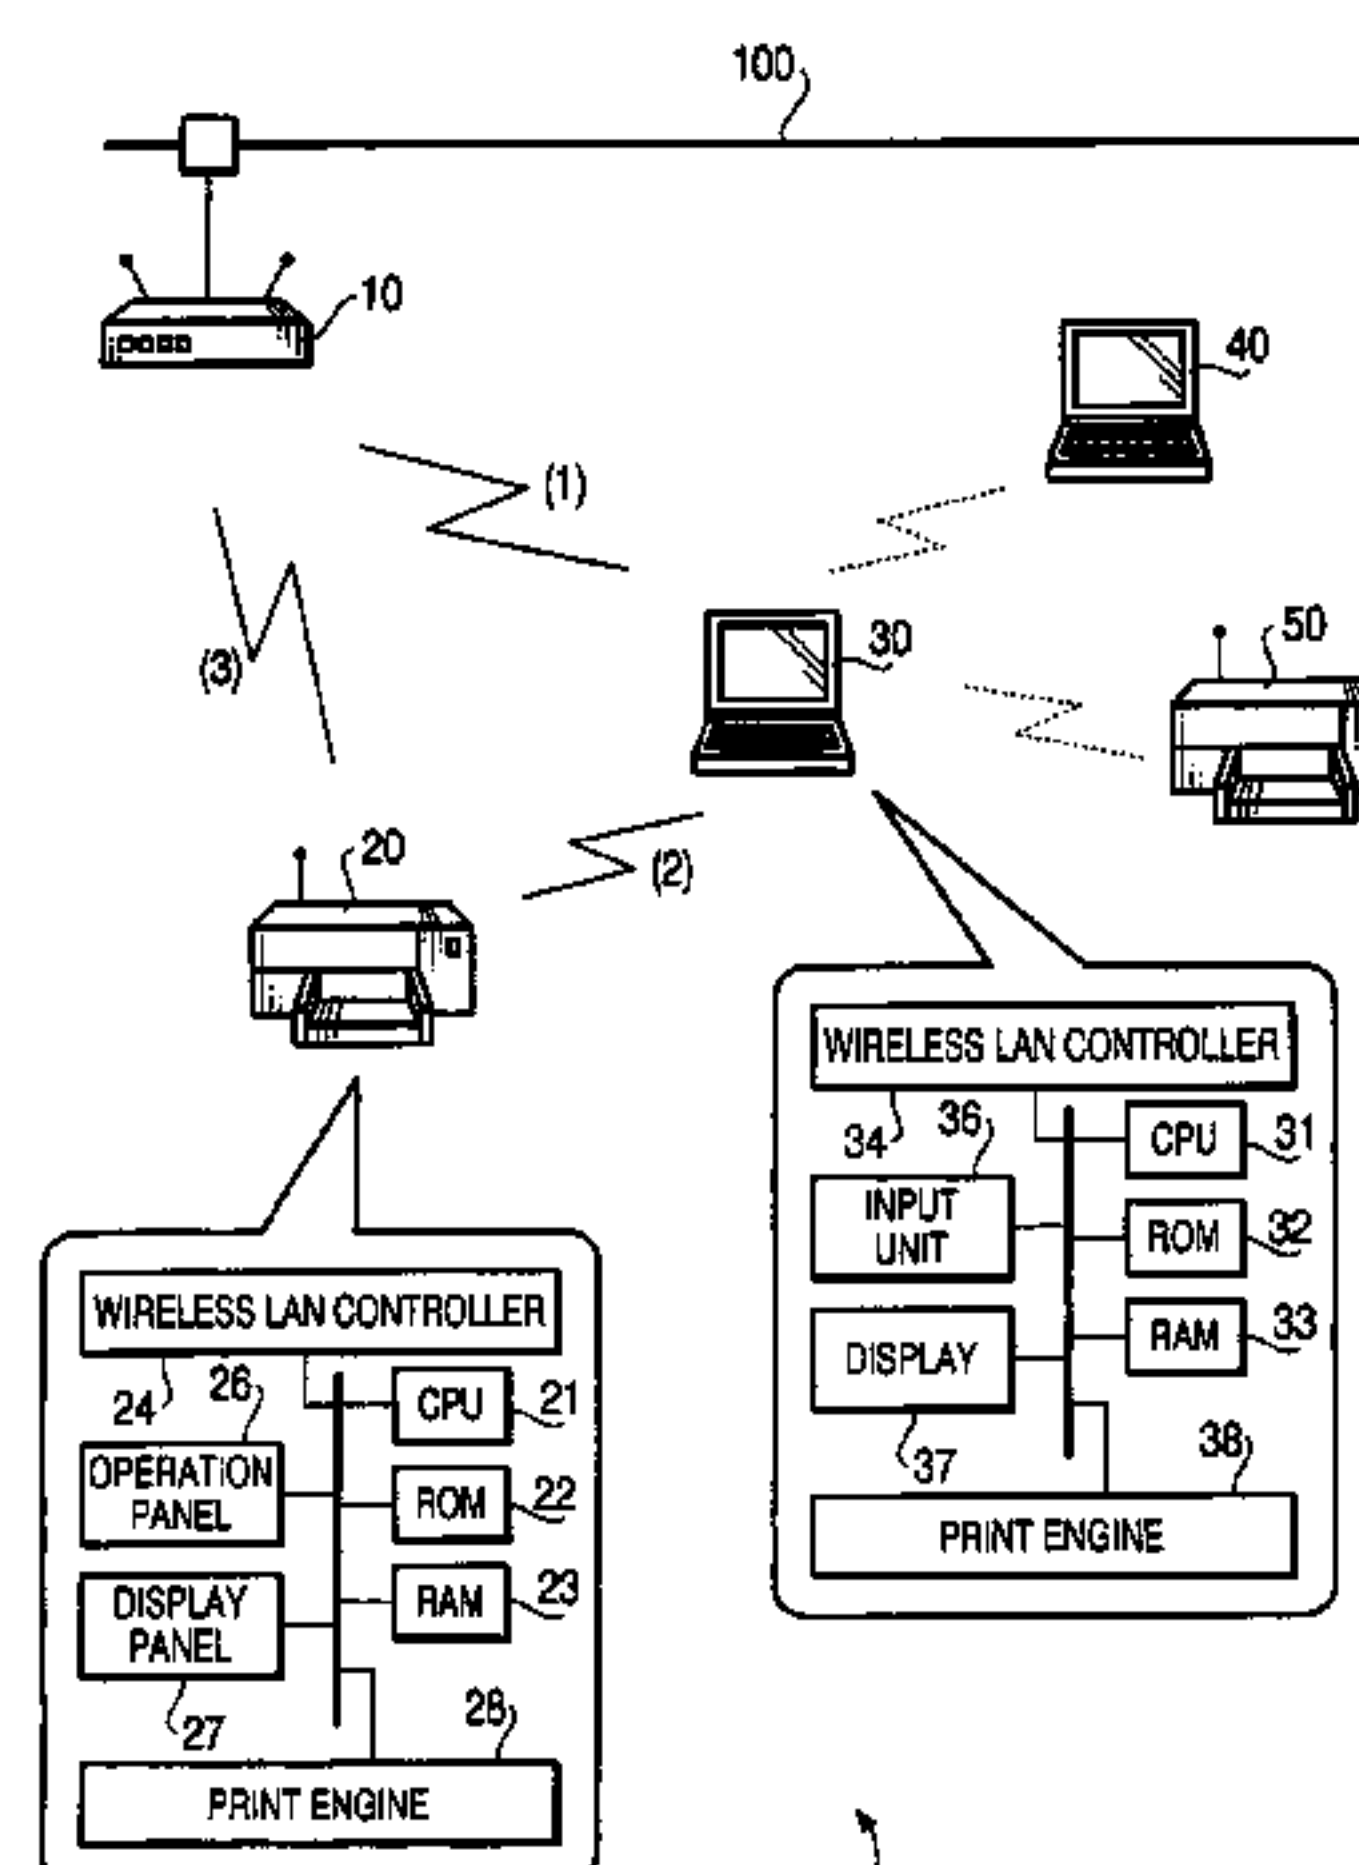 100
10
40
(1)
30
50
(3)
20
(2)
WIRELESS LAN CONTROLLER
34
36
CPU
31
INPUT
UNIT
ROM
32
DISPLAY
RAM
33
37
38
PRINT ENGINE
WIRELESS LAN CONTROLLER
24
26
CPU
21
OPERATION
PANEL
ROM
22
DISPLAY
PANEL
RAM
23
27
28
PRINT ENGINE